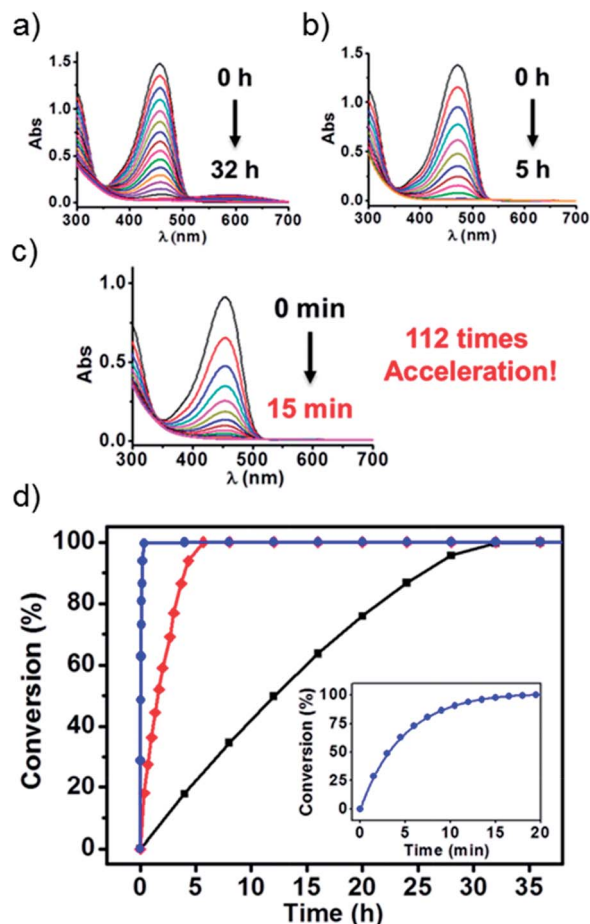 a)
1.5
1.0
0.5
0.0
Abs
300
400
500
600
700
λ (nm)
0 h
32 h
b)
1.5
1.0
0.5
0.0
Abs
300
400
500
600
700
λ (nm)
0 h
5 h
c)
1.0
0.5
0.0
Abs
300
400
500
600
700
λ (nm)
0 min
15 min
112 times
Acceleration!
d)
100
80
60
40
20
0
Conversion (%)
0
5
10
15
20
25
30
35
Time (h)
100
75
50
25
0
Conversion (%)
0
5
10
15
20
Time (min)